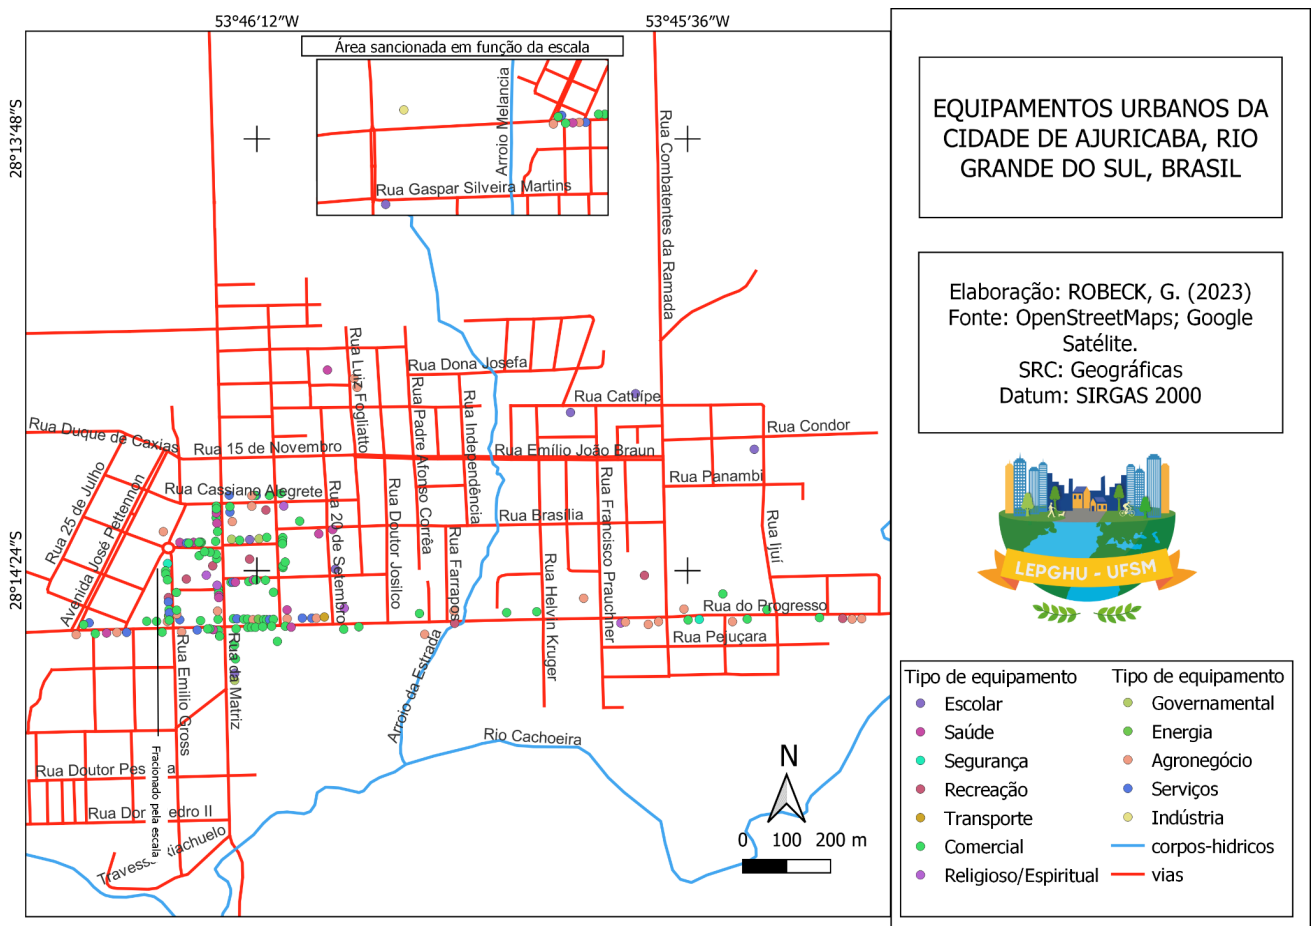 53°46′12″W
53°45′36″W
28°13′48″S
28°14′24″S
Área sancionada em função da escala
Arroio Melancia
Rua Gaspar Silveira Martins
Rua Combatentes da Ramada
Rua Luiz Fogliatto
Rua Dona Josefa
Rua Padre Afonso Corrêa
Rua Independência
Rua Catuípe
Rua Condor
Rua Duque de Caxias
Rua 15 de Novembro
Rua Emílio João Braun
Rua Panambi
Rua 25 de Julho
Avenida José Pettennon
Rua Cassiano Alegrete
Rua 20 de Setembro
Rua Doutor Josilco
Rua Brasília
Rua Francisco Prauchner
Rua Ijuí
Rua Farrapos
Rua Helvin Kruger
Rua do Progresso
Rua Pejuçara
Rua Emilio Gross
Rua da Matriz
Arroio da Estrada
Rio Cachoeira
Fracionado pela escala
Rua Doutor Pes a
Rua Dor edro II
Travess Riachuelo
N
0 100 200 m
EQUIPAMENTOS URBANOS DA
CIDADE DE AJURICABA, RIO
GRANDE DO SUL, BRASIL
Elaboração: ROBECK, G. (2023)
Fonte: OpenStreetMaps; Google
Satélite.
SRC: Geográficas
Datum: SIRGAS 2000
LEPGHU - UFSM
Tipo de equipamento
Escolar
Saúde
Segurança
Recreação
Transporte
Comercial
Religioso/Espiritual
Tipo de equipamento
Governamental
Energia
Agronegócio
Serviços
Indústria
corpos-hidricos
vias